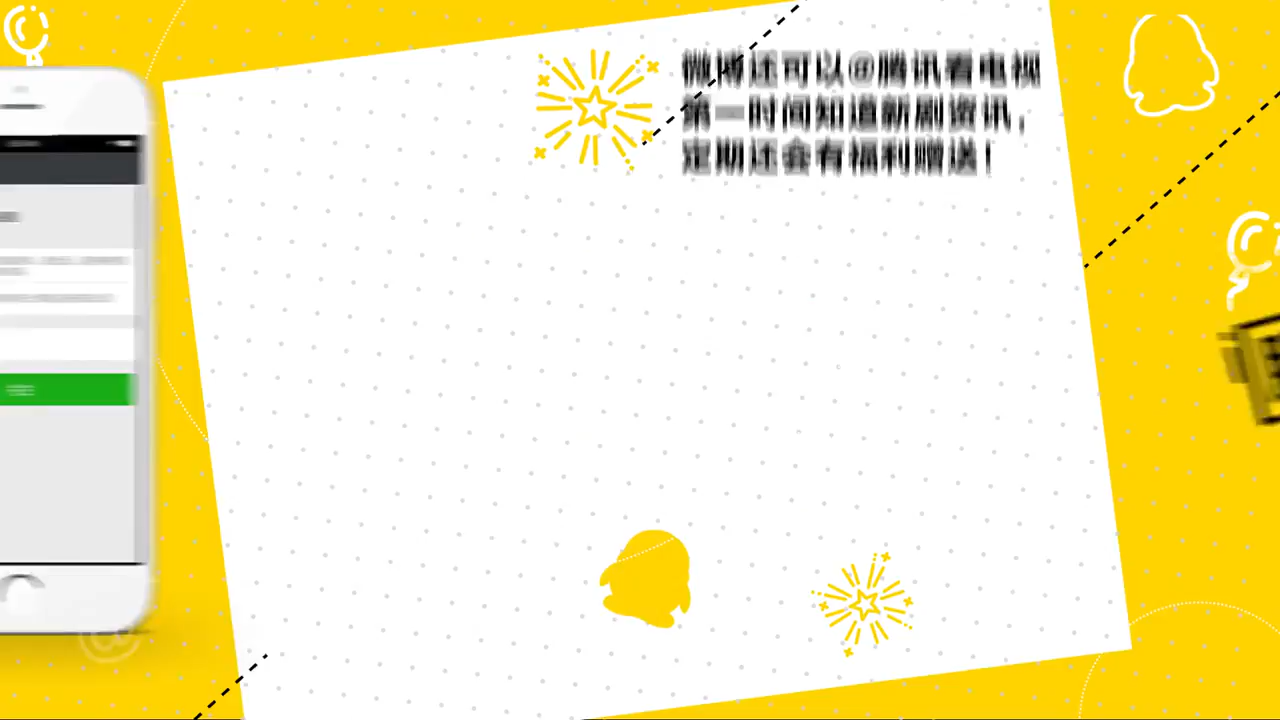 微博还可以@腾讯看电视
第一时间知道新剧资讯，
定期还会有福利赠送！